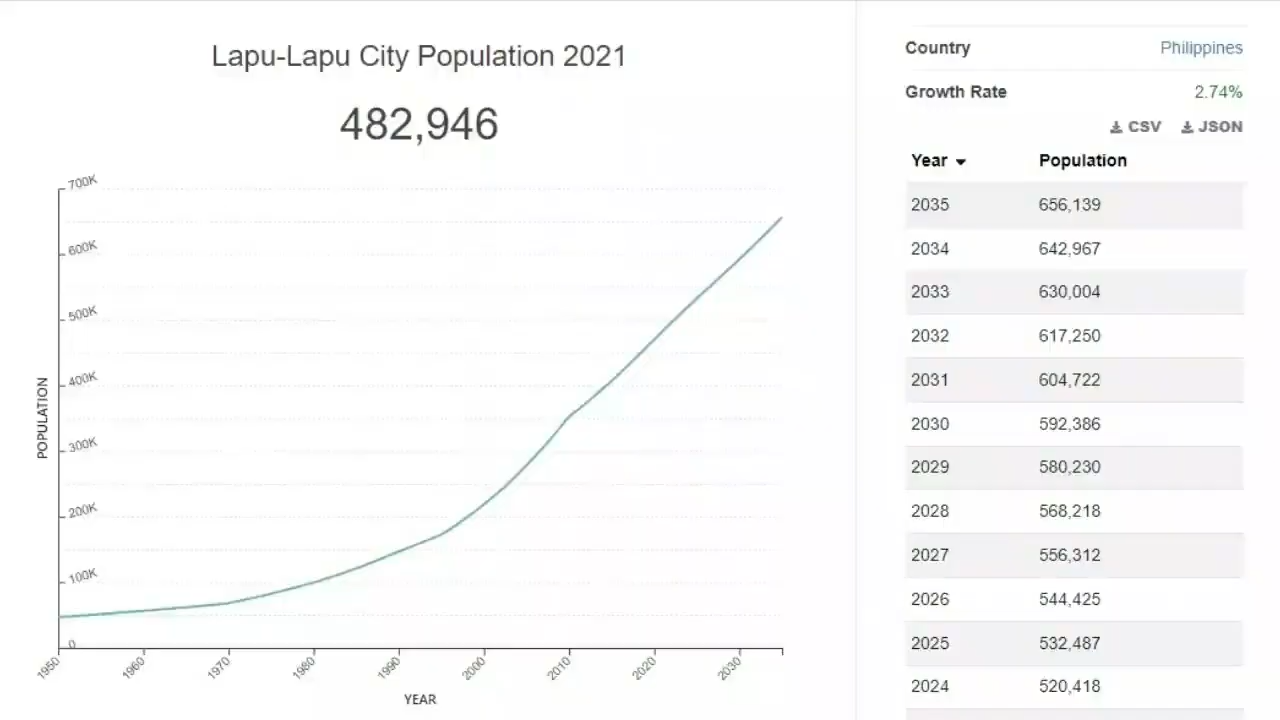 Lapu-Lapu City Population 2021
482,946
700K
600K
500K
400K
300K
200K
100K
0
POPULATION
1950 1960 1970 1980 1990 2000 2010 2020 2030
YEAR
Country Philippines
Growth Rate 2.74%
CSV JSON
Year Population
2035 656,139
2034 642,967
2033 630,004
2032 617,250
2031 604,722
2030 592,386
2029 580,230
2028 568,218
2027 556,312
2026 544,425
2025 532,487
2024 520,418